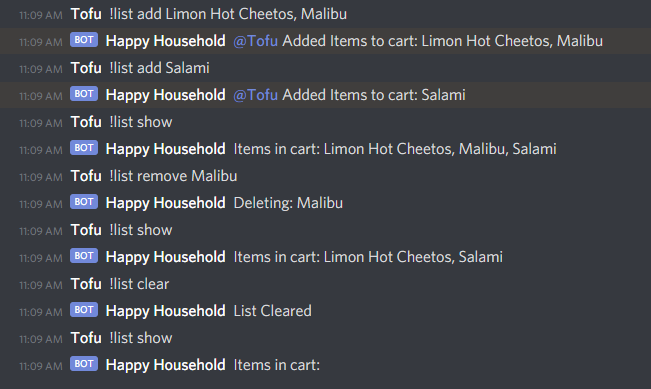 11:09 AM Tofu !list add Limon Hot Cheetos, Malibu
11:09 AM BOT Happy Household @Tofu Added Items to cart: Limon Hot Cheetos, Malibu
11:09 AM Tofu !list add Salami
11:09 AM BOT Happy Household @Tofu Added Items to cart: Salami
11:09 AM Tofu !list show
11:09 AM BOT Happy Household Items in cart: Limon Hot Cheetos, Malibu, Salami
11:09 AM Tofu !list remove Malibu
11:09 AM BOT Happy Household Deleting: Malibu
11:09 AM Tofu !list show
11:09 AM BOT Happy Household Items in cart: Limon Hot Cheetos, Salami
11:09 AM Tofu !list clear
11:09 AM BOT Happy Household List Cleared
11:09 AM Tofu !list show
11:09 AM BOT Happy Household Items in cart: